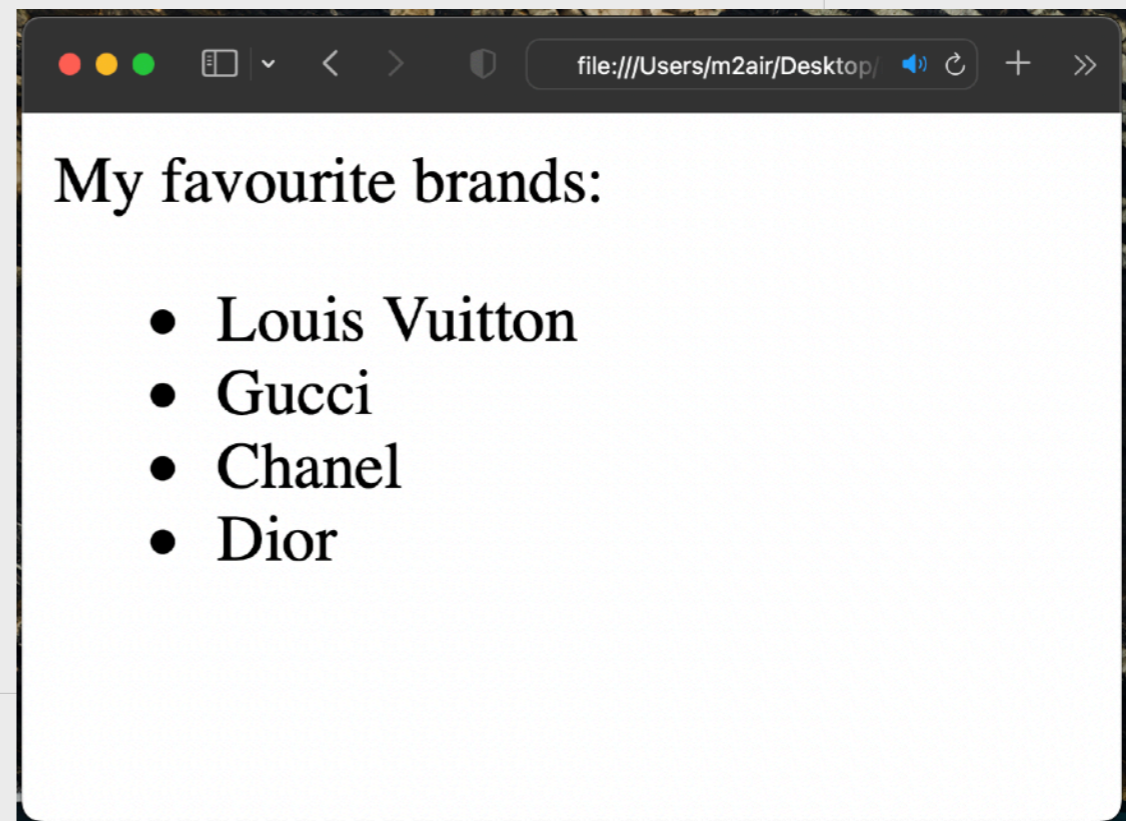 file:///Users/m2air/Desktop/
My favourite brands:
• Louis Vuitton
• Gucci
• Chanel
• Dior